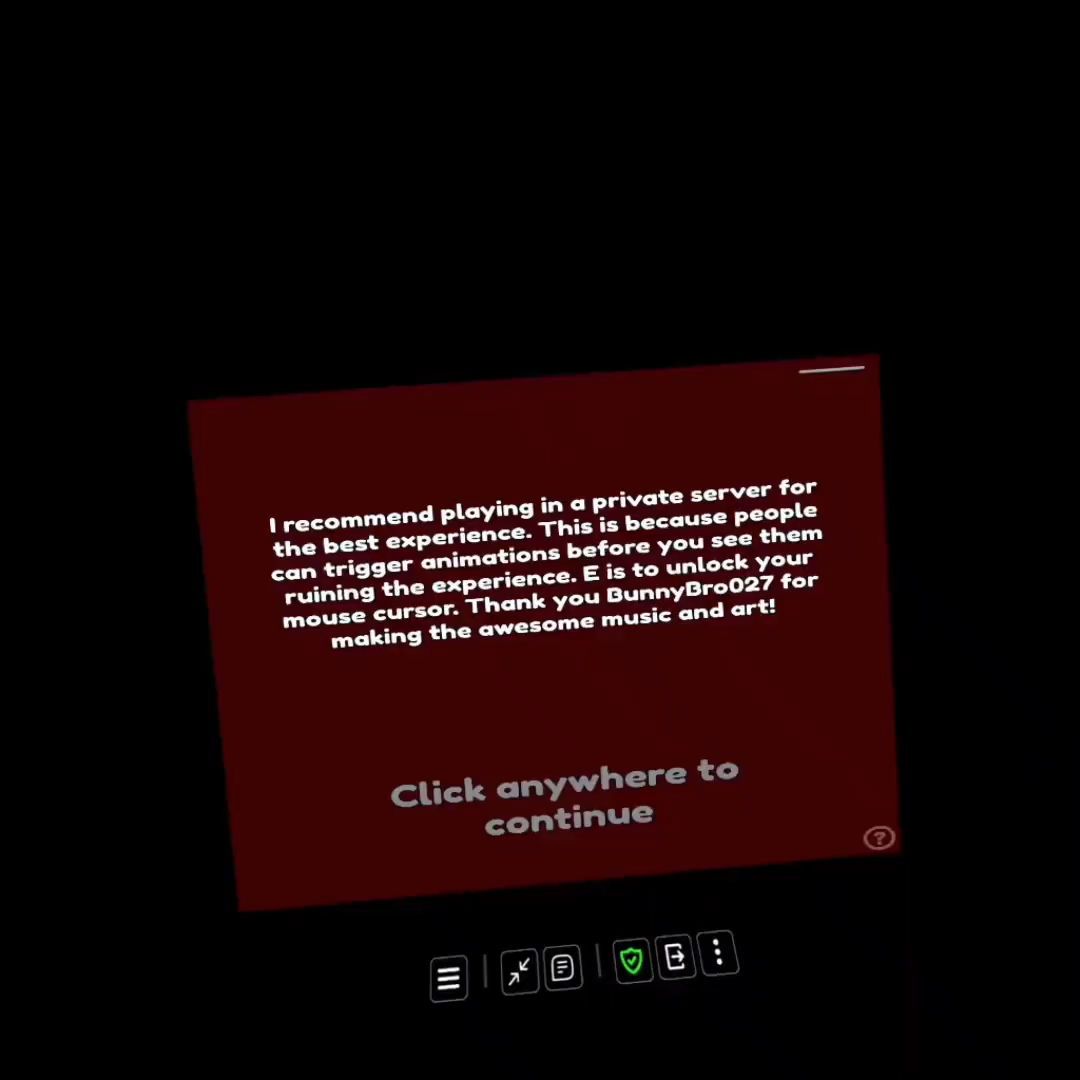 I recommend playing in a private server for
the best experience. This is because people
can trigger animations before you see them
ruining the experience. E is to unlock your
mouse cursor. Thank you BunnyBro027 for
making the awesome music and art!
Click anywhere to
continue
?